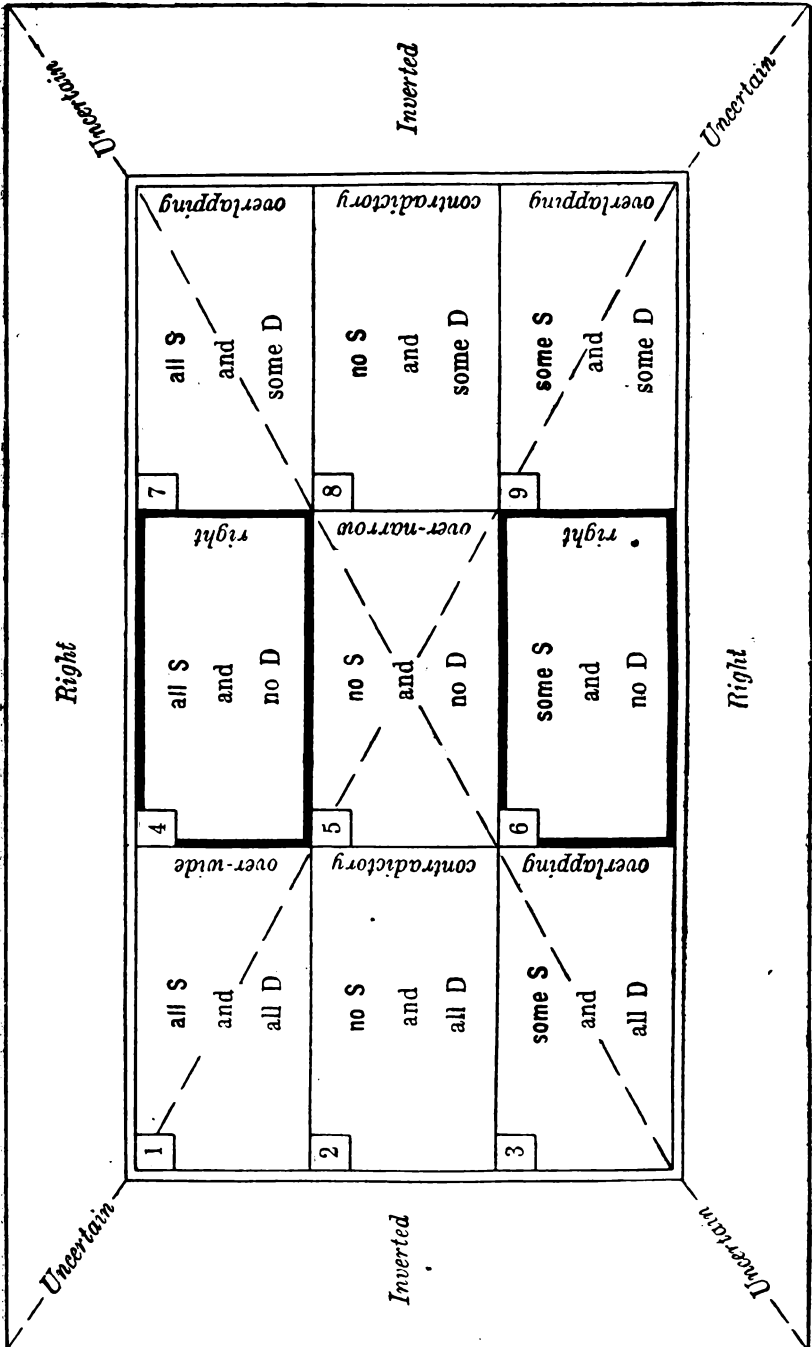 Uncertain
Inverted
Uncertain
1
all S
and
all D
over-wide
2
no S
and
all D
contradictory
3
some S
and
all D
overlapping
Right
4
all S
and
no D
right
5
no S
and
no D
over-narrow
6
some S
and
no D
right
Right
7
all S
and
some D
overlapping
8
no S
and
some D
contradictory
9
some S
and
some D
overlapping
Uncertain
Inverted
Uncertain